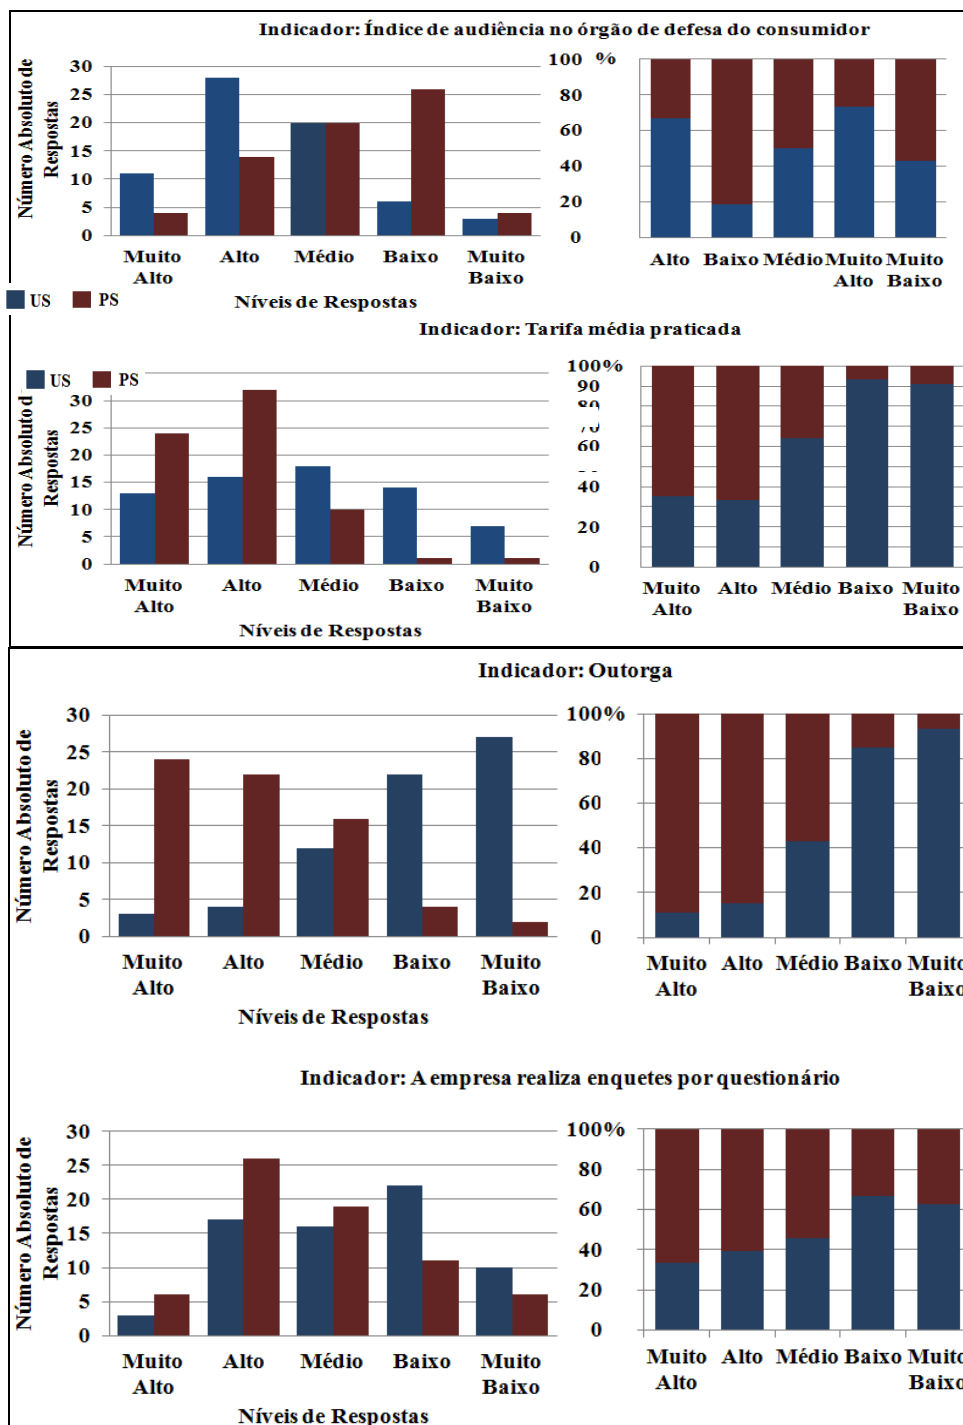 Indicador: Índice de audiência no órgão de defesa do consumidor
Número Absoluto de
Respostas
30
25
20
15
10
5
0
Muito Alto
Alto
Médio
Baixo
Muito Baixo
Níveis de Respostas
100 %
80
60
40
20
0
Alto
Baixo
Médio
Muito Alto
Muito Baixo
US PS
Indicador: Tarifa média praticada
US PS
Número Absoluto de
Respostas
30
25
20
15
10
5
0
Muito Alto
Alto
Médio
Baixo
Muito Baixo
Níveis de Respostas
100%
90
80
70
60
40
20
0
Muito Alto
Alto
Médio
Baixo
Muito Baixo
Indicador: Outorga
Número Absoluto de
Respostas
30
25
20
15
10
5
0
Muito Alto
Alto
Médio
Baixo
Muito Baixo
Níveis de Respostas
100%
80
60
40
20
0
Muito Alto
Alto
Médio
Baixo
Muito Baixo
Indicador: A empresa realiza enquetes por questionário
Número Absoluto de
Respostas
30
25
20
15
10
5
0
Muito Alto
Alto
Médio
Baixo
Muito Baixo
Níveis de Respostas
100%
80
60
40
20
0
Muito Alto
Alto
Médio
Baixo
Muito Baixo